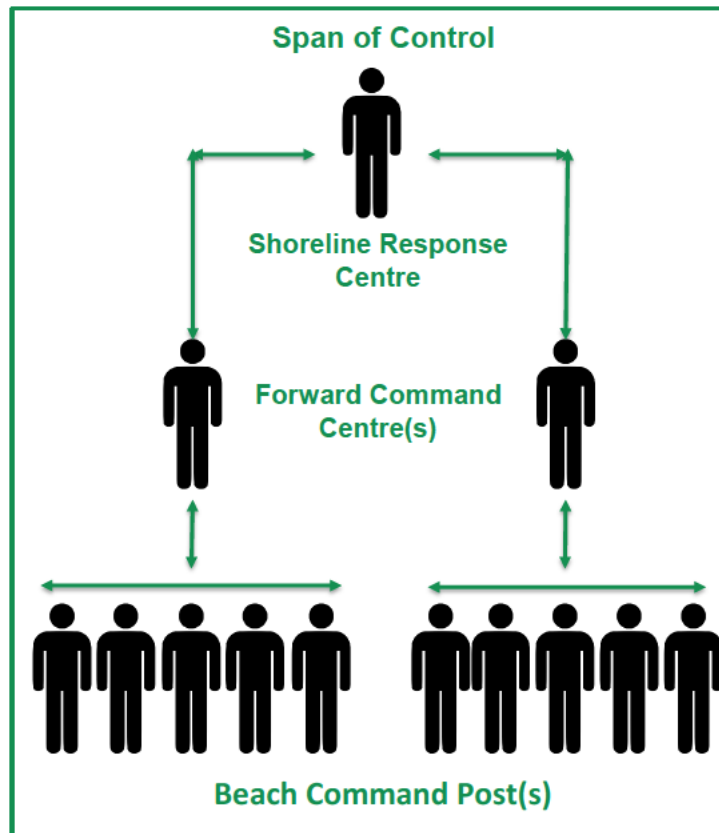 Span of Control
Shoreline Response
Centre
Forward Command
Centre(s)
Beach Command Post(s)